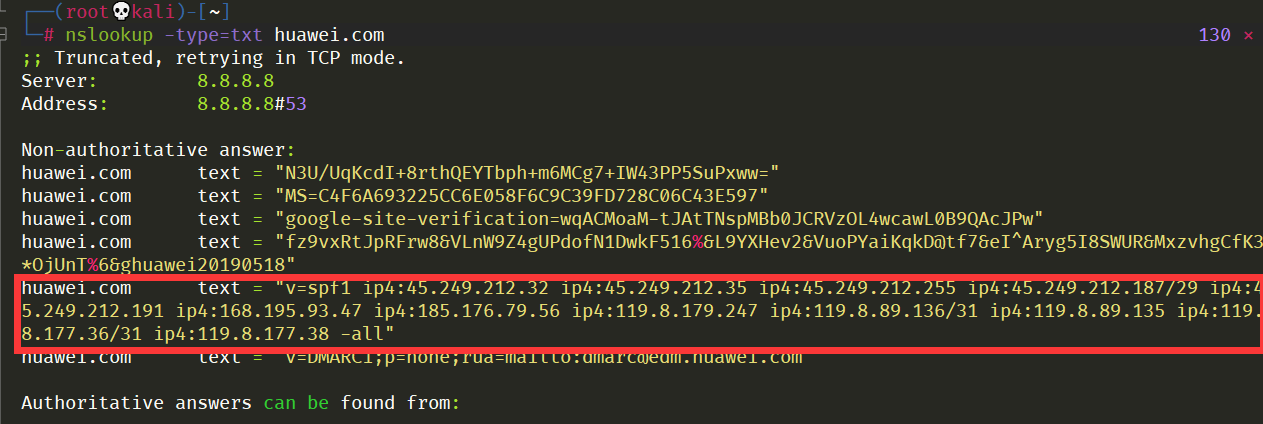 (root💀kali)-[~]
# nslookup -type=txt huawei.com 130 ×
;; Truncated, retrying in TCP mode.
Server: 8.8.8.8
Address: 8.8.8.8#53
Non-authoritative answer:
huawei.com text = "N3U/UqKcdI+8rthQEYTbph+m6MCg7+IW43PP5SuPxww="
huawei.com text = "MS=C4F6A693225CC6E058F6C9C39FD728C06C43E597"
huawei.com text = "google-site-verification=wqACMoaM-tJAtTNspMBb0JCRVzOL4wcawL0B9QAcJPw"
huawei.com text = "fz9vxRtJpRFrw8&VLnW9Z4gUPdofN1DwkF516%&L9YXHev2&VuoPYaiKqkD@tf7&eI^Aryg5I8SWUR&MxzvhgCfK3
*OjUnT%6&ghuawei20190518"
huawei.com text = "v=spf1 ip4:45.249.212.32 ip4:45.249.212.35 ip4:45.249.212.255 ip4:45.249.212.187/29 ip4:4
5.249.212.191 ip4:168.195.93.47 ip4:185.176.79.56 ip4:119.8.179.247 ip4:119.8.89.136/31 ip4:119.8.89.135 ip4:119.
8.177.36/31 ip4:119.8.177.38 -all"
huawei.com text = "v=DMARC1;p=none;rua=mailto:dmarc@edm.huawei.com"
Authoritative answers can be found from: